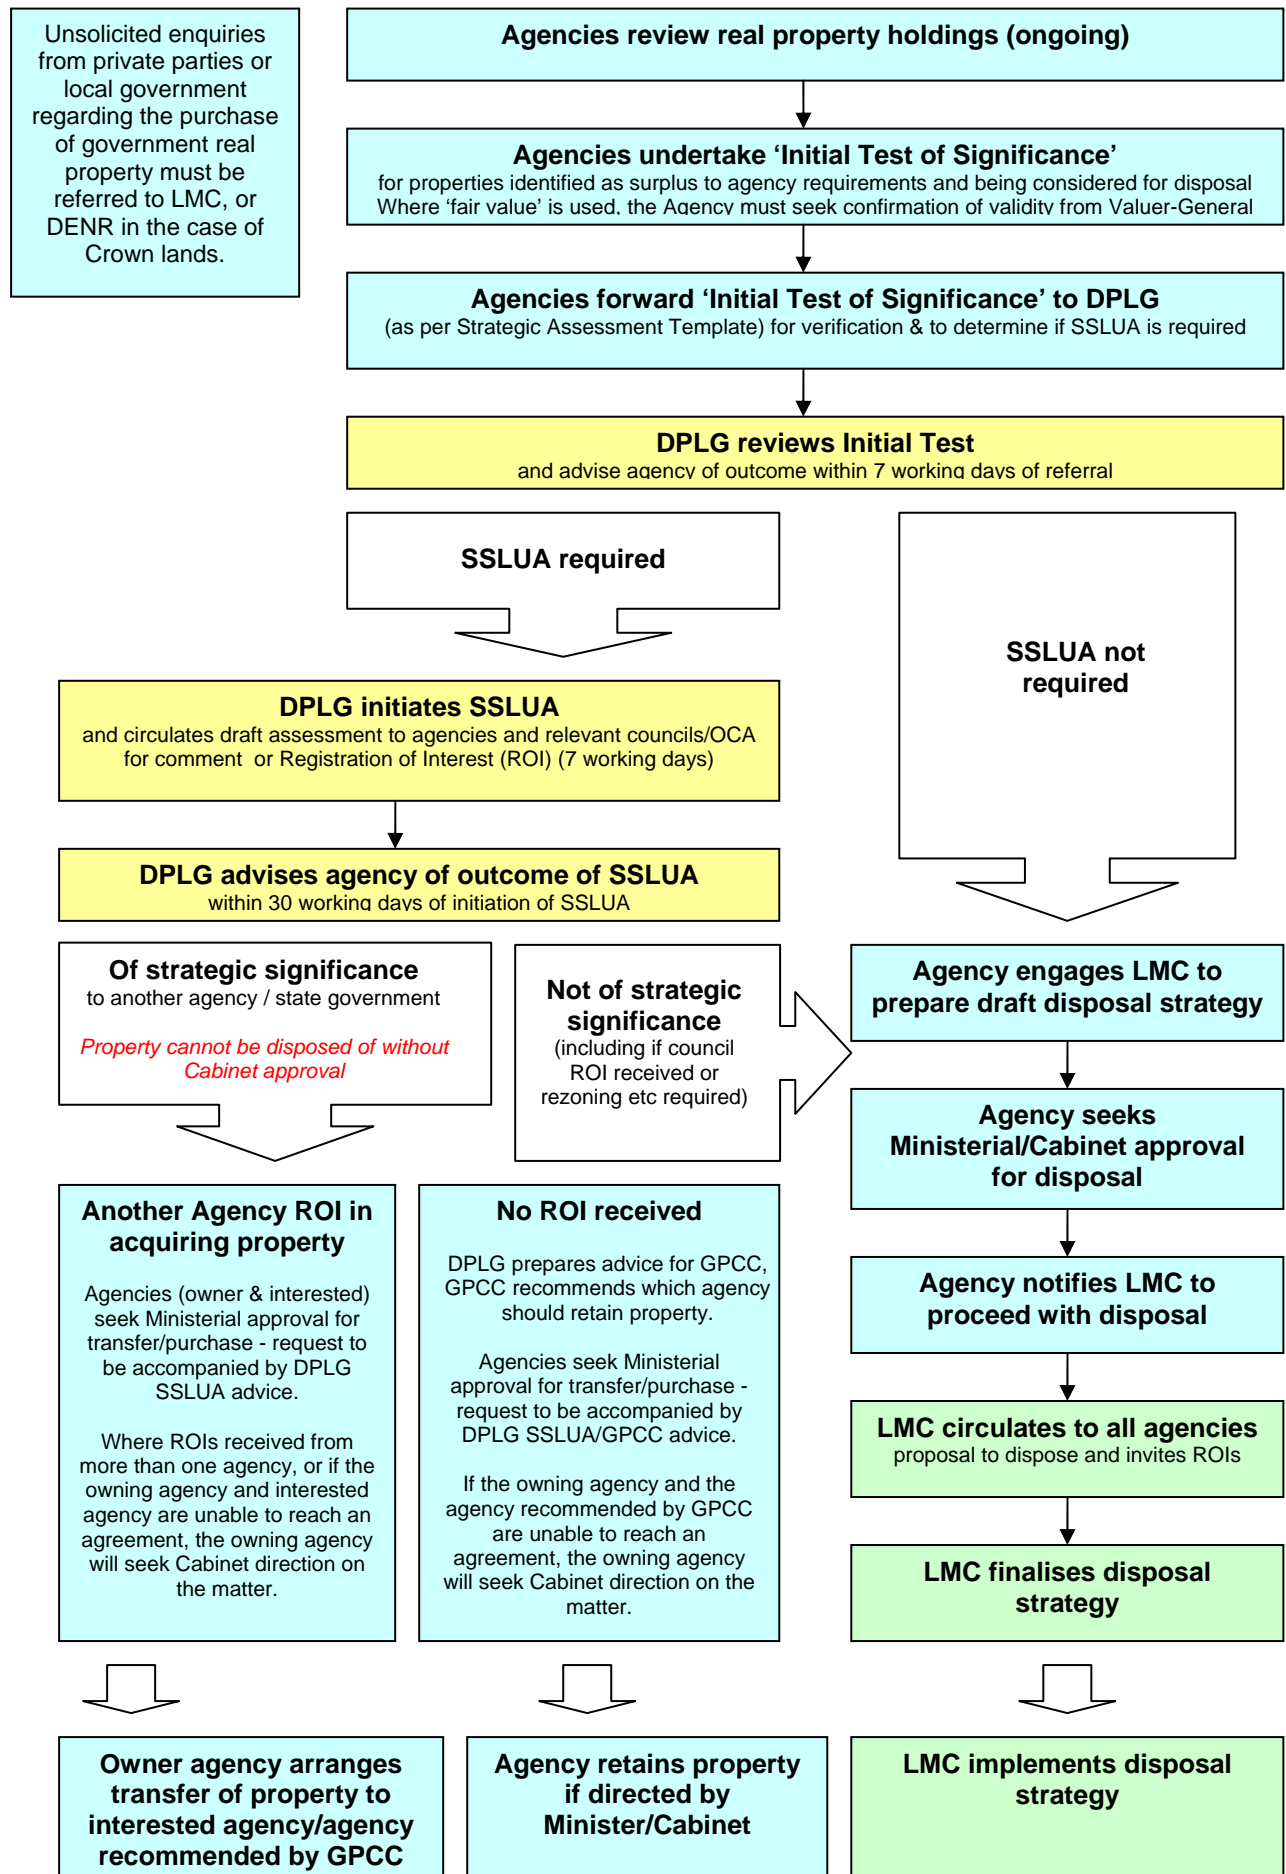 Unsolicited enquiries
from private parties or
local government
regarding the purchase
of government real
property must be
referred to LMC, or
DENR in the case of
Crown lands.
Agencies review real property holdings (ongoing)
Agencies undertake ‘Initial Test of Significance’
for properties identified as surplus to agency requirements and being considered for disposal
Where ‘fair value’ is used, the Agency must seek confirmation of validity from Valuer-General
Agencies forward ‘Initial Test of Significance’ to DPLG
(as per Strategic Assessment Template) for verification & to determine if SSLUA is required
DPLG reviews Initial Test
and advise agency of outcome within 7 working days of referral
SSLUA required
SSLUA not
required
DPLG initiates SSLUA
and circulates draft assessment to agencies and relevant councils/OCA
for comment or Registration of Interest (ROI) (7 working days)
DPLG advises agency of outcome of SSLUA
within 30 working days of initiation of SSLUA
Of strategic significance
to another agency / state government
Property cannot be disposed of without
Cabinet approval
Not of strategic
significance
(including if council
ROI received or
rezoning etc required)
Agency engages LMC to
prepare draft disposal strategy
Agency seeks
Ministerial/Cabinet approval
for disposal
Agency notifies LMC to
proceed with disposal
LMC circulates to all agencies
proposal to dispose and invites ROIs
LMC finalises disposal
strategy
Another Agency ROI in
acquiring property
Agencies (owner & interested)
seek Ministerial approval for
transfer/purchase - request to
be accompanied by DPLG
SSLUA advice.
Where ROIs received from
more than one agency, or if the
owning agency and interested
agency are unable to reach an
agreement, the owning agency
will seek Cabinet direction on
the matter.
No ROI received
DPLG prepares advice for GPCC,
GPCC recommends which agency
should retain property.
Agencies seek Ministerial
approval for transfer/purchase -
request to be accompanied by
DPLG SSLUA/GPCC advice.
If the owning agency and the
agency recommended by GPCC
are unable to reach an
agreement, the owning agency
will seek Cabinet direction on the
matter.
Owner agency arranges
transfer of property to
interested agency/agency
recommended by GPCC
Agency retains property
if directed by
Minister/Cabinet
LMC implements disposal
strategy